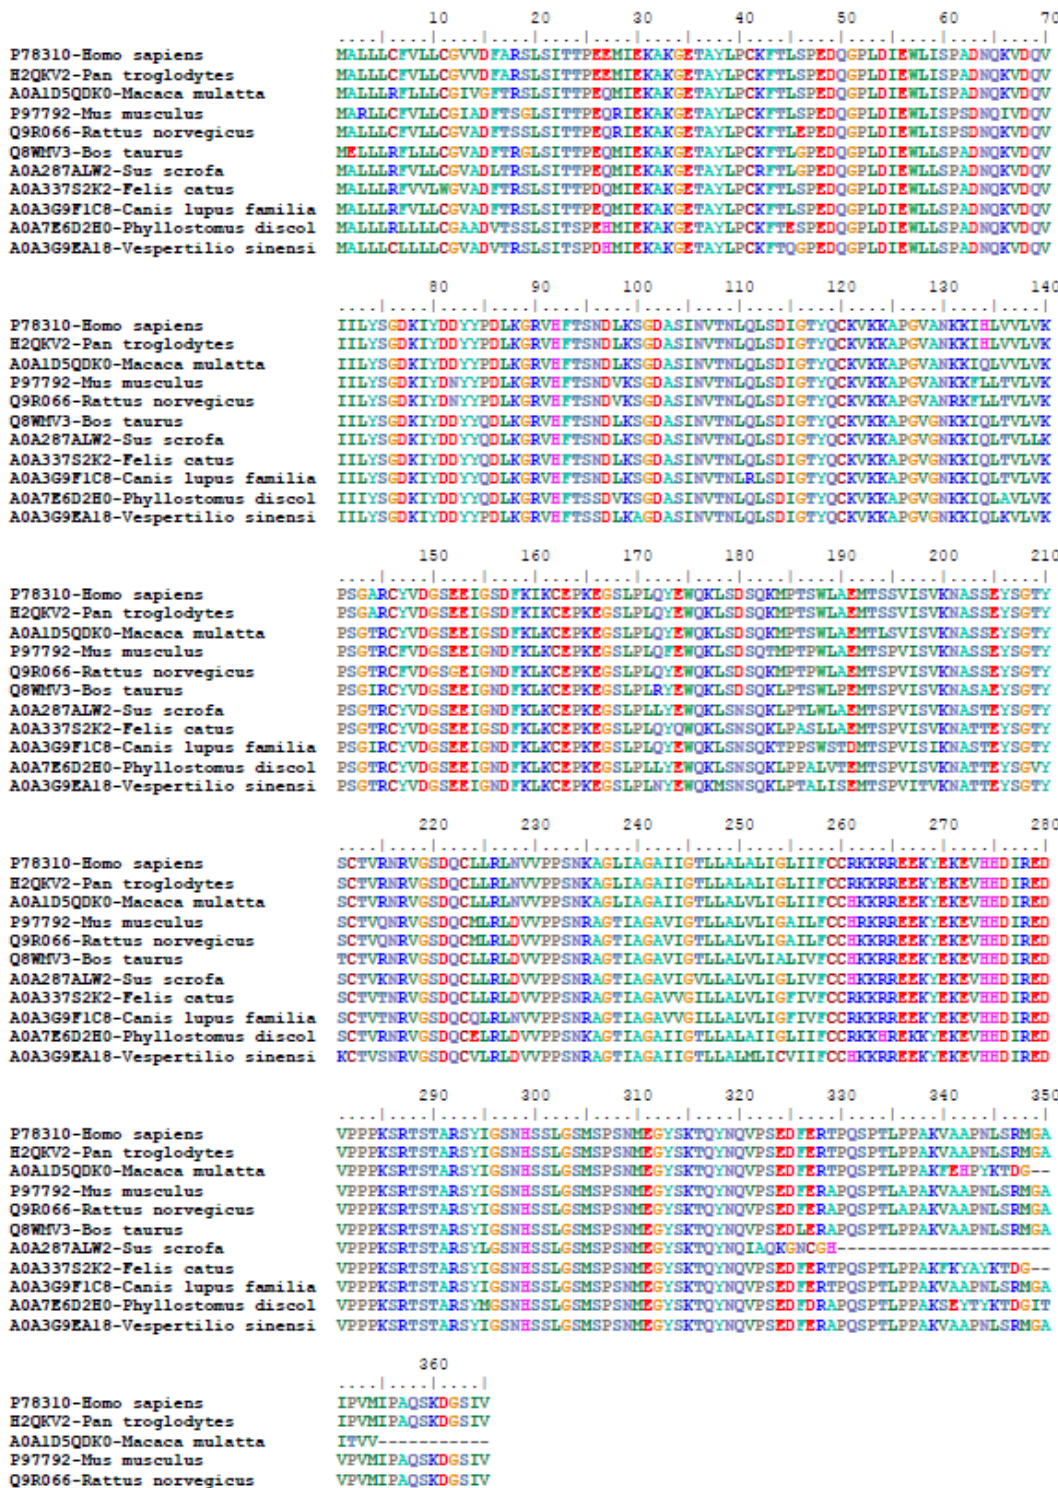 10 20 30 40 50 60 70
....|....|....|....|....|....|....|....|....|....|....|....|....|....|
P78310-Homo sapiens MALLLCFVLLCGVVDFARSLSITTPEEMIEKAKGETAYLPCKFTLSPEDQGPLDIEWLISPADNQKVDQV
H2QKV2-Pan troglodytes MALLLCFVLLCGVVDFARSLSITTPEEMIEKAKGETAYLPCKFTLSPEDQGPLDIEWLISPADNQKVDQV
A0A1D5QDK0-Macaca mulatta MALLLRFLLLCGIVGFTRSLSITTPEQMIEKAKGETAYLPCKFTLSPEDQGPLDIEWLISPADNQKVDQV
P97792-Mus musculus MARLLCFVLLCGIADFTSGLSITTPEQRIEKAKGETAYLPCKFTLSPEDQGPLDIEWLISPSDNQIVDQV
Q9R066-Rattus norvegicus MALLLCFVLLCGVADFTSSLSITTPEQRIEKAKGETAYLPCKFTLEPEDQGPLDIEWLISPSDNQKVDQV
Q8WMV3-Bos taurus MELLLRFLLLCGVADFTRGLSITTPEQMIEKAKGETAYLPCKFTLGPEDQGPLDIEWLLSPADNQKVDQV
A0A287ALW2-Sus scrofa MALLLRFVLLCGVADLTRSLSITTPEQMIEKAKGETAYLPCRFTLGPEDQGPLDIEWLLSPADNQKVDQV
A0A337S2K2-Felis catus MALLLRFVVLWGVADFTRSLSITTPDQMIEKAKGETAYLPCKFTLSPEDQGPLDIEWLLSPADNQKVDQV
A0A3G9F1C8-Canis lupus familia MALLLRFVLLCGVADFTRSLSITTPEQMIEKAKGETAYLPCKFTLSPEDQGPLDIEWLLSPADNQKVDQV
A0A7E6D2H0-Phyllostomus discol MALLLRLLLLCGAADVTSSLSITSPEHMIEKAKGETAYLPCKFTESPEDQGPLDIEWLLSPADNQKVDQV
A0A3G9EA18-Vespertilio sinensi MALLLCLLLLCGVADVTRSLSITSPDHMIEKAKGETAYLPCKFTQGPEDQGPLDIEWLLSPADNQKVDQV
80 90 100 110 120 130 140
....|....|....|....|....|....|....|....|....|....|....|....|....|....|
P78310-Homo sapiens IILYSGDKIYDDYYPDLKGRVHFTSNDLKSGDASINVTNLQLSDIGTYQCKVKKAPGVANKKIHLVVLVK
H2QKV2-Pan troglodytes IILYSGDKIYDDYYPDLKGRVHFTSNDLKSGDASINVTNLQLSDIGTYQCKVKKAPGVANKKIHLVVLVK
A0A1D5QDK0-Macaca mulatta IILYSGDKIYDDYYPDLKGRVHFTSNDLKSGDASINVTNLQLSDIGTYQCKVKKAPGVANKKIQLVVLVK
P97792-Mus musculus IILYSGDKIYDNYYPDLKGRVHFTSNDVKSGDASINVTNLQLSDIGTYQCKVKKAPGVANKKFLLTVLVK
Q9R066-Rattus norvegicus IILYSGDKIYDNYYPDLKGRVHFTSNDVKSGDASINVTNLQLSDIGTYQCKVKKAPGVANRKFLLTVLVK
Q8WMV3-Bos taurus IILYSGDKIYDDYYQDLKGRVHFTSNDLKSGDASINVTNLQLSDIGTYQCKVKKAPGVGNKKIQLTVLVK
A0A287ALW2-Sus scrofa IILYSGDKIYDDYYQDLKGRVHFTSNDLKSGDASINVTNLQLSDIGTYQCKVKKAPGVGNKKIQLTVLLK
A0A337S2K2-Felis catus IILYSGDKIYDDYYQDLKGRVHFTSNDLKSGDASINVTNLQLSDIGTYQCKVKKAPGVGNKKIQLTVLVK
A0A3G9F1C8-Canis lupus familia IILYSGDKIYDDYYQDLKGRVHFTSNDLKSGDASINVTNLRLSDIGTYQCKVKKAPGVGNKKIQLTVLVK
A0A7E6D2H0-Phyllostomus discol IIIYSGDKIYDDYYQDLKGRVHFTSSDVKSGDASINVTNLQLSDIGTYQCKVKKAPGVGNKKIQLAVLVK
A0A3G9EA18-Vespertilio sinensi IILYSGDKIYDDYYPDLKGRVHFTSSDLKAGDASINVTNLQLSDIGTYQCKVKKAPGVGNKKIQLKVLVK
150 160 170 180 190 200 210
....|....|....|....|....|....|....|....|....|....|....|....|....|....|
P78310-Homo sapiens PSGARCYVDGSEEIGSDFKIKCEPKEGSLPLQYEWQKLSDSQKMPTSWLAEMTSSVISVKNASSEYSGTY
H2QKV2-Pan troglodytes PSGARCYVDGSEEIGSDFKIKCEPKEGSLPLQYEWQKLSDSQKMPTSWLAEMTSSVISVKNASSEYSGTY
A0A1D5QDK0-Macaca mulatta PSGTRCYVDGSEEIGSDFKLKCEPKEGSLPLQYEWQKLSDSQKMPTSWLAEMTLSVISVKNASSEYSGTY
P97792-Mus musculus PSGTRCFVDGSEEIGNDFKLKCEPKEGSLPLQFEWQKLSDSQTMPTPWLAEMTSPVISVKNASSEYSGTY
Q9R066-Rattus norvegicus PSGTRCFVDGSGEIGNDFKLKCEPKEGSLPLQYEWQKLSDSQKMPTPWLAEMTSPVISVKNASSEYSGTY
Q8WMV3-Bos taurus PSGIRCYVDGSEEIGNDFKLKCEPKEGSLPLRYEWQKLSDSQKLPTSWLPEMTSPVISVKNASAEYSGTY
A0A287ALW2-Sus scrofa PSGTRCYVDGSEEIGNDFKLKCEPKEGSLPLLYEWQKLSNSQKLPTLWLAEMTSPVISVKNASTEYSGTY
A0A337S2K2-Felis catus PSGTRCYVDGSEEIGNDFKLKCEPKEGSLPLQYQWQKLSNSQKLPASLLAEMTSPVISVKNASTEYSGTY
A0A3G9F1C8-Canis lupus familia PSGIRCYVDGSEEIGNDFKLKCEPKEGSLPLQYEWQKLSNSQKTPPSWSTDMTSPVISIKNASTEYSGTY
A0A7E6D2H0-Phyllostomus discol PSGTRCYVDGSEEIGNDFKLKCEPKEGSLPLLYEWQKLSNSQKLPPALVTEMTSPVISVKNATTEYSGVY
A0A3G9EA18-Vespertilio sinensi PSGTRCYVDGSEEIGNDFKLKCEPKEGSLPLNYEWQKMSNSQKLPTALISEMTSPVITVKNATTEYSGTY
220 230 240 250 260 270 280
....|....|....|....|....|....|....|....|....|....|....|....|....|....|
P78310-Homo sapiens SCTVRNRVGSDQCLLRLNVVPPSNKAGLIAGAIIGTLLALALIGLIIFCCRKKRREEKYEKEVHHDIRED
H2QKV2-Pan troglodytes SCTVRNRVGSDQCLLRLNVVPPSNKAGLIAGAIIGTLLALALIGLIIFCCRKKRREEKYEKEVHHDIRED
A0A1D5QDK0-Macaca mulatta SCTVRNRVGSDQCLLRLNVVPPSNKAGLIAGAIIGTLLALVLIGLIIFCCHKKRREEKYEKEVHHDIRED
P97792-Mus musculus SCTVQNRVGSDQCMLRLDVVPPSNRAGTIAGAVIGTLLALVLIGAILFCCHKKRREEKYEKEVHHDIRED
Q9R066-Rattus norvegicus SCTVQNRVGSDQCMLRLDVVPPSNRAGTIAGAVIGTLLALVLIGAILFCCHKKRREEKYEKEVHHDIRED
Q8WMV3-Bos taurus TCTVRNRVGSDQCLLRLDVVPPSNRAGTIAGAVIGTLLALVLIALIVFCCHKKRREEKYEKEVHHDIRED
A0A287ALW2-Sus scrofa SCTVKNRVGSDQCLLRLDVVPPSNRAGTIAGAVIGVLLALVLIGLIVFCCHKKRREEKYEKEVHHDIRED
A0A337S2K2-Felis catus SCTVTNRVGSDQCLLRLDVVPPSNRAGTIAGAVVGILLALVLIGFIVFCCRKKRREEKYEKEVHHDIRED
A0A3G9F1C8-Canis lupus familia SCTVTNRVGSDQCQLRLNVVPPSNRAGTIAGAVVGILLALVLIGFIVFCCRKKRREEKYEKEVHHDIRED
A0A7E6D2H0-Phyllostomus discol SCTVRNRVGSDQCELRLDVVPPSNRAGTIAGAIIGTLLALAIIGLIIFCCRKKHREKKYEKEVHHDIRED
A0A3G9EA18-Vespertilio sinensi KCTVSNRVGSDQCVLRLDVVPPSNRAGTIAGAIIGTLLALMLICVIIFCCHKKRREEKYEKEVHHDIRED
290 300 310 320 330 340 350
....|....|....|....|....|....|....|....|....|....|....|....|....|....|
P78310-Homo sapiens VPPPKSRTSTARSYIGSNHSSLGSMSPSNMEGYSKTQYNQVPSEDFERTPQSPTLPPAKVAAPNLSRMGA
H2QKV2-Pan troglodytes VPPPKSRTSTARSYIGSNHSSLGSMSPSNMEGYSKTQYNQVPSEDFERTPQSPTLPPAKVAAPNLSRMGA
A0A1D5QDK0-Macaca mulatta VPPPKSRTSTARSYIGSNHSSLGSMSPSNMEGYSKTQYNQVPSEDFERTPQSPTLPPAKFEHPYKTDG--
P97792-Mus musculus VPPPKSRTSTARSYIGSNHSSLGSMSPSNMEGYSKTQYNQVPSEDFERAPQSPTLAPAKVAAPNLSRMGA
Q9R066-Rattus norvegicus VPPPKSRTSTARSYIGSNHSSLGSMSPSNMEGYSKTQYNQVPSEDFERAPQSPTLAPAKVAAPNLSRMGA
Q8WMV3-Bos taurus VPPPKSRTSTARSYIGSNHSSLGSMSPSNMEGYSKTQYNQVPSEDLERAPQSPTLPPAKVAAPNLSRMGA
A0A287ALW2-Sus scrofa VPPPKSRTSTARSYLGSNHSSLGSMSPSNMEGYSKTQYNQIAQKGNCGH---------------------
A0A337S2K2-Felis catus VPPPKSRTSTARSYIGSNHSSLGSMSPSNMEGYSKTQYNQVPSEDFERTPQSPTLPPAKFKYAYKTDG--
A0A3G9F1C8-Canis lupus familia VPPPKSRTSTARSYIGSNHSSLGSMSPSNMEGYSKTQYNQVPSEDFERTPQSPTLPPAKVAAPNLSRMGA
A0A7E6D2H0-Phyllostomus discol VPPPKSRTSTARSYMGSNHSSLGSMSPSNMEGYSKTQYNQVPSEDFDRAPQSPTLPPAKSEYTYKTDGIT
A0A3G9EA18-Vespertilio sinensi VPPPKSRTSTARSYIGSNHSSLGSMSPSNMEGYSKTQYNQVPSEDFERAPQSPTLPPAKVAAPNLSRMGA
360
....|....|....|
P78310-Homo sapiens IPVMIPAQSKDGSIV
H2QKV2-Pan troglodytes IPVMIPAQSKDGSIV
A0A1D5QDK0-Macaca mulatta ITVV-----------
P97792-Mus musculus VPVMIPAQSKDGSIV
Q9R066-Rattus norvegicus VPVMIPAQSKDGSIV